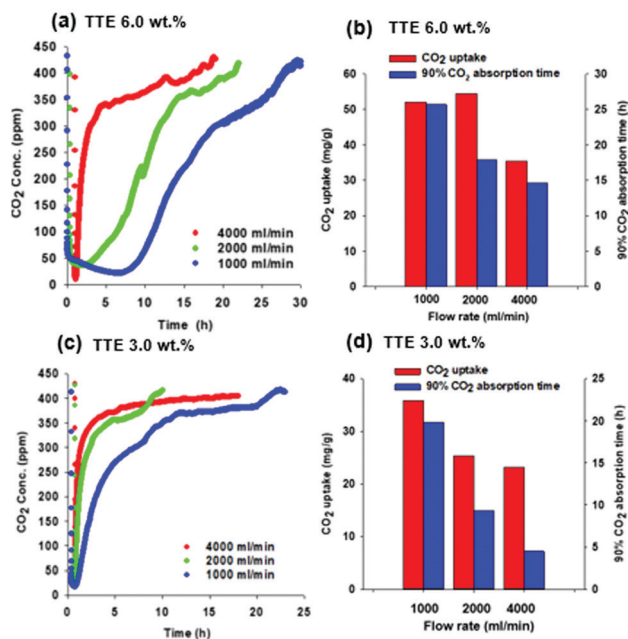 (a) TTE 6.0 wt.%
450
400
350
300
250
200
150
100
50
0
CO2 Conc. (ppm)
4000 ml/min
2000 ml/min
1000 ml/min
0 5 10 15 20 25 30
Time (h)
(b)
CO2 uptake
90% CO2 absorption time
60
50
40
30
20
10
0
CO2 uptake (mg/g)
30
25
20
15
10
5
0
90% CO2 absorption time (h)
1000 2000 4000
Flow rate (ml/min)
(c) TTE 3.0 wt.%
450
400
350
300
250
200
150
100
50
0
CO2 Conc. (ppm)
4000 ml/min
2000 ml/min
1000 ml/min
0 5 10 15 20 25
Time (h)
(d) TTE 3.0 wt.%
CO2 uptake
90% CO2 absorption time
40
30
20
10
0
CO2 uptake (mg/g)
25
20
15
10
5
0
90% CO2 absorption time (h)
1000 2000 4000
Flow rate (ml/min)